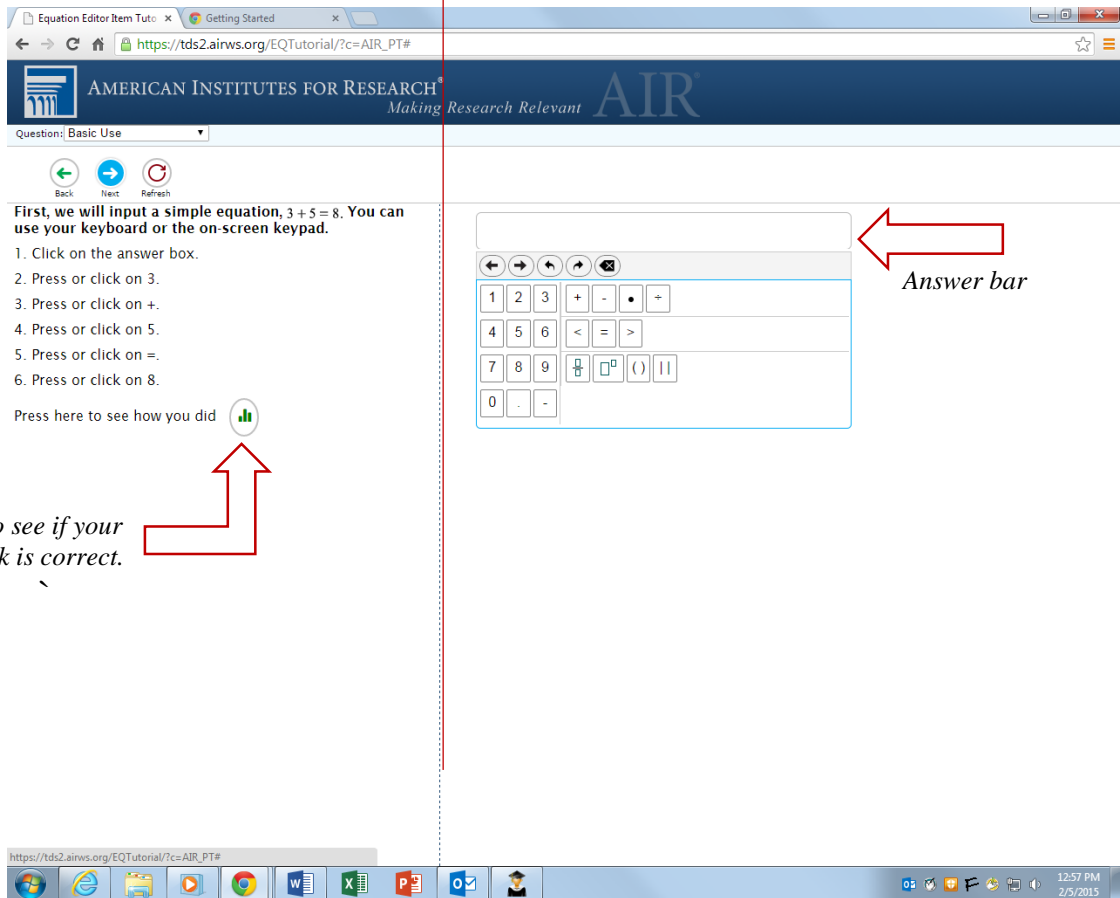 Equation Editor Item Tuto
Getting Started
https://tds2.airws.org/EQTutorial/?c=AIR_PT#
AMERICAN INSTITUTES FOR RESEARCH®
Making Research Relevant
AIR®
Question: Basic Use
Back Next Refresh
First, we will input a simple equation, 3 + 5 = 8. You can
use your keyboard or the on-screen keypad.
1. Click on the answer box.
2. Press or click on 3.
3. Press or click on +.
4. Press or click on 5.
5. Press or click on =.
6. Press or click on 8.
Press here to see how you did
see if your
is correct.
`
Answer bar
1 2 3 + - • ÷
4 5 6 < = >
7 8 9 ( ) | |
0 . -
https://tds2.airws.org/EQTutorial/?c=AIR_PT#
12:57 PM
2/5/2015